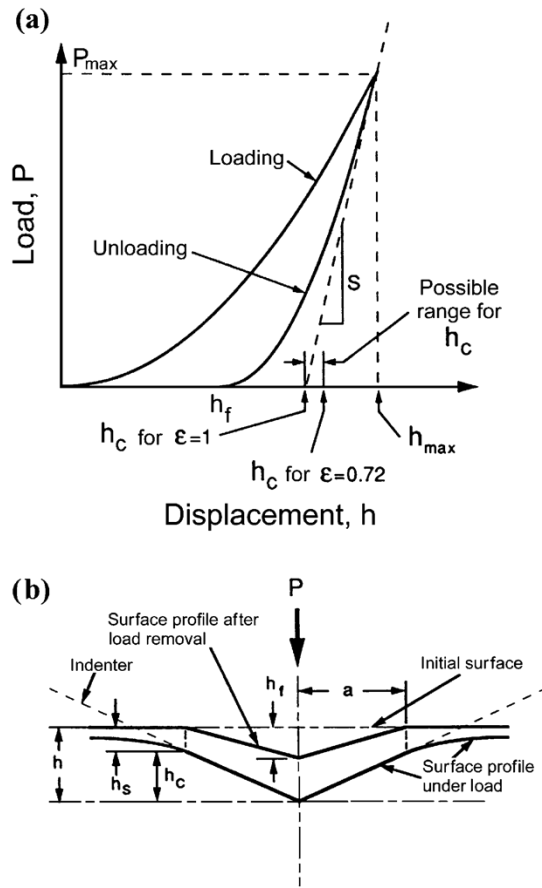 (a)
Pmax
Loading
Unloading
Load, P
S
Possible
range for
hc
hf
hc for ε=1
hmax
hc for ε=0.72
Displacement, h
(b)
P
Surface profile after
load removal
Indenter
hf
a
Initial surface
h
hs
hc
Surface profile
under load